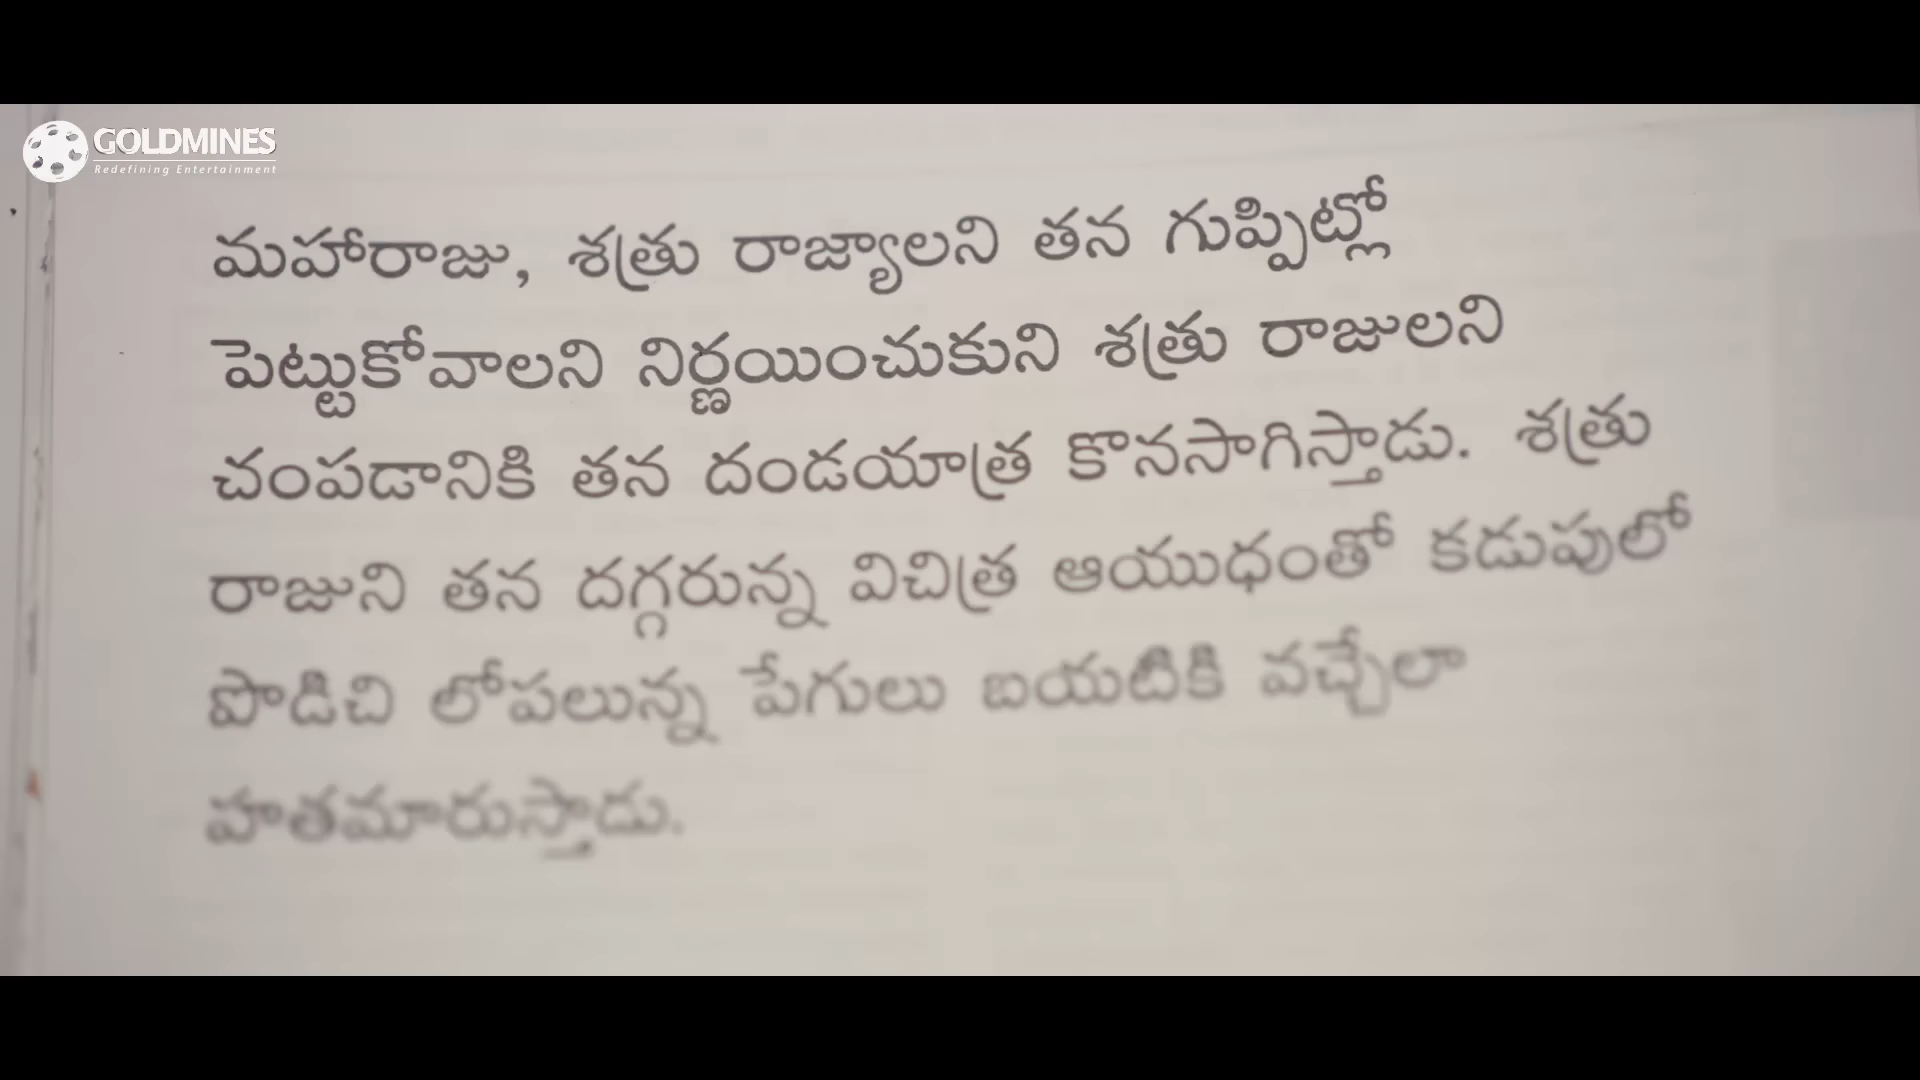 GOLDMINES
Redefining Entertainment
మహారాజు, శత్రు రాజ్యాలని తన గుప్పిట్లో
పెట్టుకోవాలని నిర్ణయించుకుని శత్రు రాజులని
చంపడానికి తన దండయాత్ర కొనసాగిస్తాడు. శత్రు
రాజుని తన దగ్గరున్న విచిత్ర ఆయుధంతో కడుపులో
పొడిచి లోపలున్న పేగులు బయటికి వచ్చేలా
హతమారుస్తాడు.